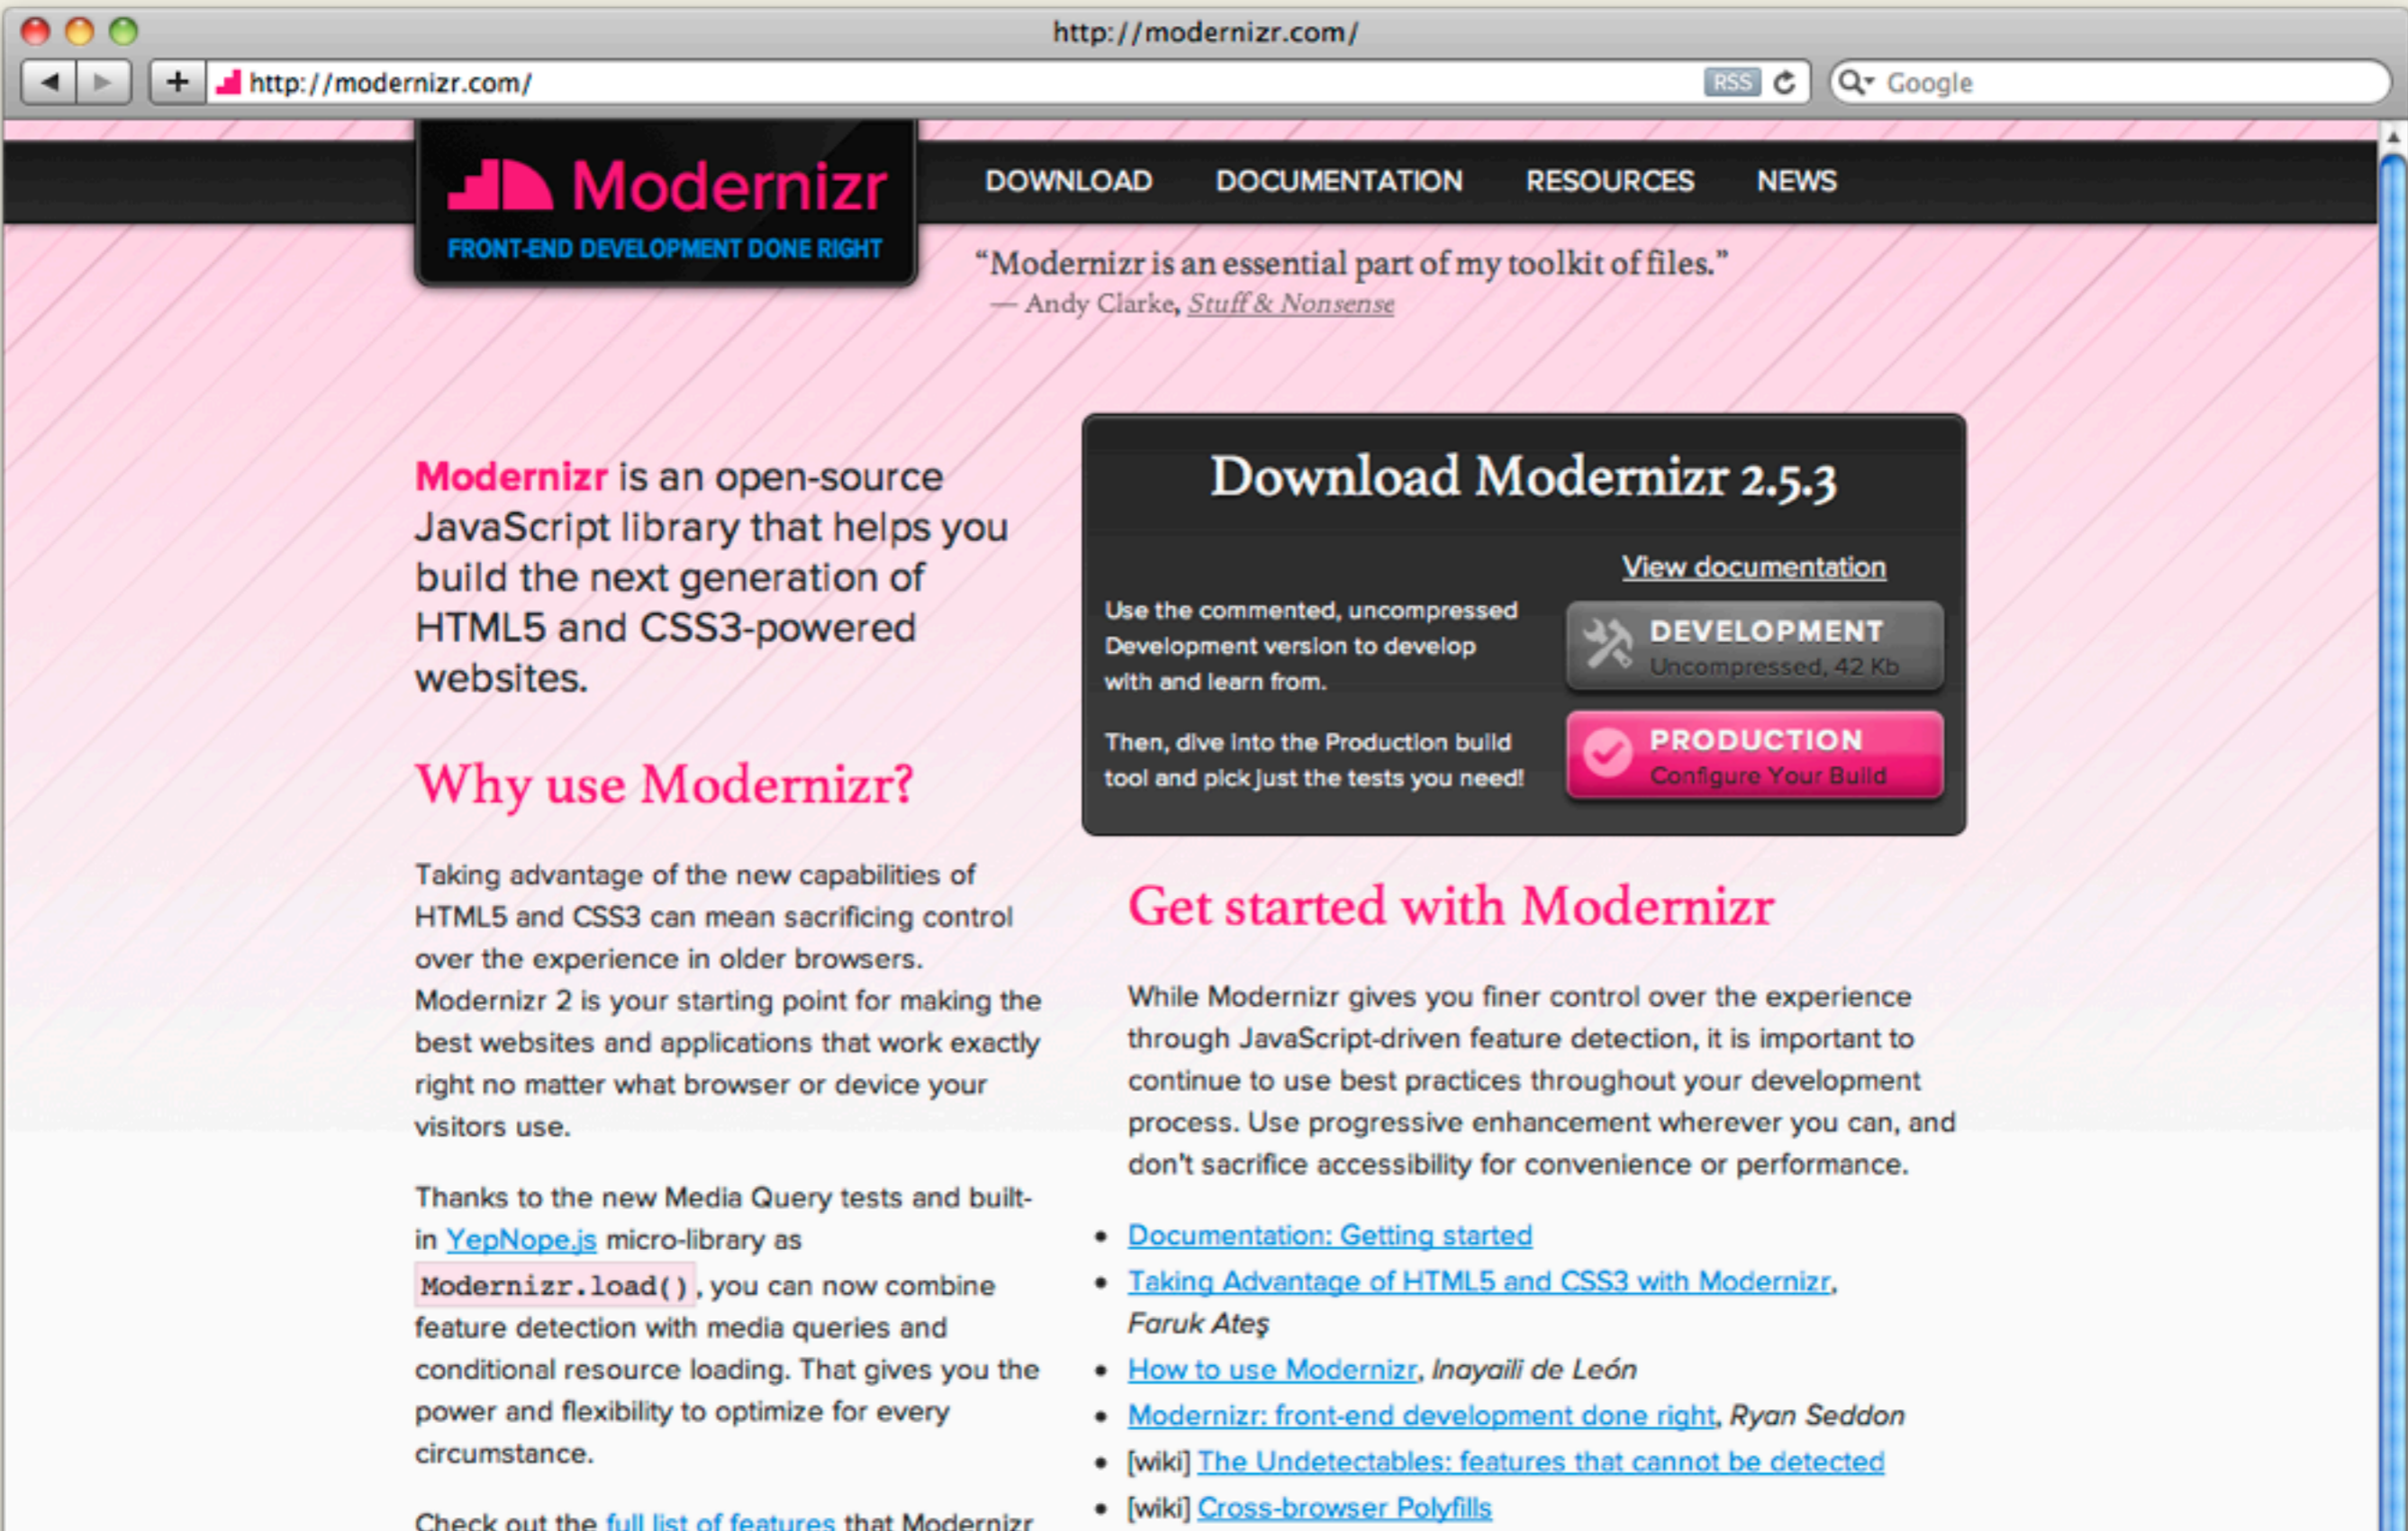 http://modernizr.com/
http://modernizr.com/
RSS
Google
Modernizr
FRONT-END DEVELOPMENT DONE RIGHT
DOWNLOAD DOCUMENTATION RESOURCES NEWS
“Modernizr is an essential part of my toolkit of files.”
— Andy Clarke, Stuff & Nonsense
Modernizr is an open-source
JavaScript library that helps you
build the next generation of
HTML5 and CSS3-powered
websites.
Why use Modernizr?
Taking advantage of the new capabilities of
HTML5 and CSS3 can mean sacrificing control
over the experience in older browsers.
Modernizr 2 is your starting point for making the
best websites and applications that work exactly
right no matter what browser or device your
visitors use.
Thanks to the new Media Query tests and built-
in YepNope.js micro-library as
Modernizr.load(), you can now combine
feature detection with media queries and
conditional resource loading. That gives you the
power and flexibility to optimize for every
circumstance.
Check out the full list of features that Modernizr
Download Modernizr 2.5.3
View documentation
Use the commented, uncompressed
Development version to develop
with and learn from.
DEVELOPMENT
Uncompressed, 42 Kb
Then, dive into the Production build
tool and pick just the tests you need!
PRODUCTION
Configure Your Build
Get started with Modernizr
While Modernizr gives you finer control over the experience
through JavaScript-driven feature detection, it is important to
continue to use best practices throughout your development
process. Use progressive enhancement wherever you can, and
don't sacrifice accessibility for convenience or performance.
• Documentation: Getting started
• Taking Advantage of HTML5 and CSS3 with Modernizr,
Faruk Ateş
• How to use Modernizr, Inayaili de León
• Modernizr: front-end development done right, Ryan Seddon
• [wiki] The Undetectables: features that cannot be detected
• [wiki] Cross-browser Polyfills